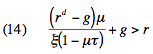 (14) \frac{(r^d - g)\mu}{\xi(1 - \mu\tau)} + g > r